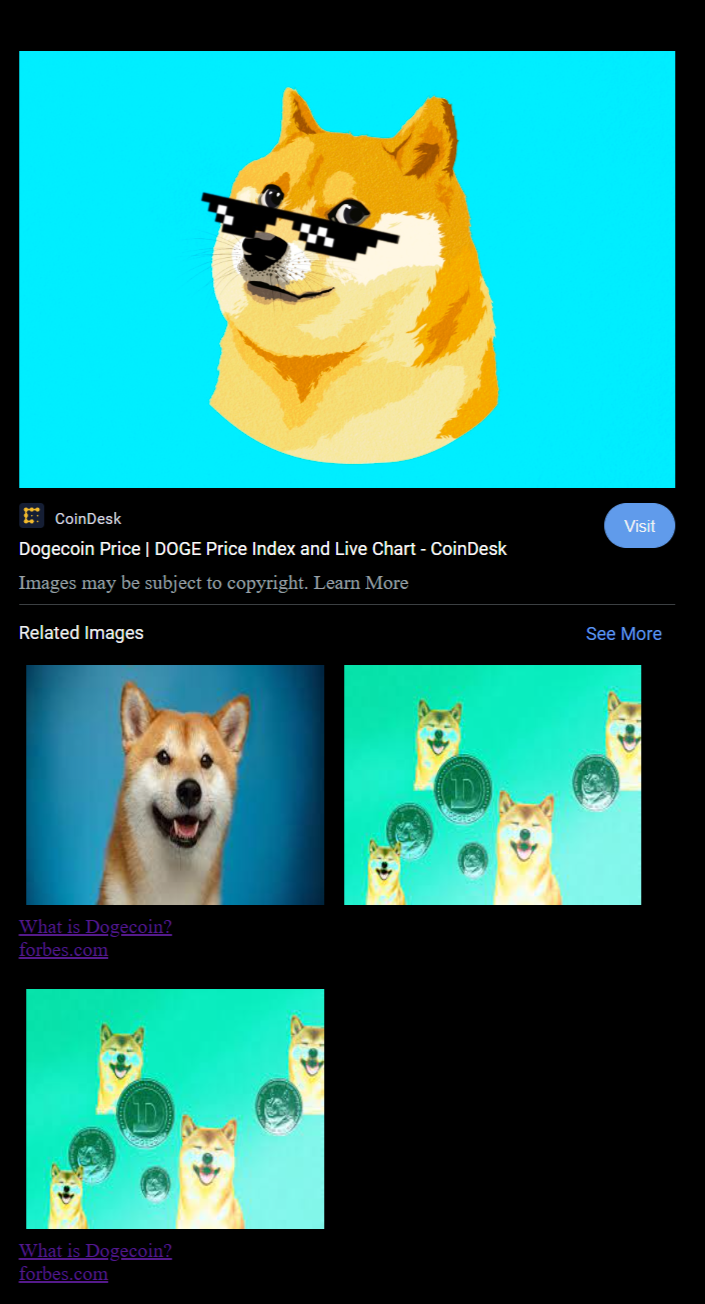 CoinDesk
Visit
Dogecoin Price | DOGE Price Index and Live Chart - CoinDesk
Images may be subject to copyright. Learn More
Related Images
See More
What is Dogecoin?
forbes.com
What is Dogecoin?
forbes.com